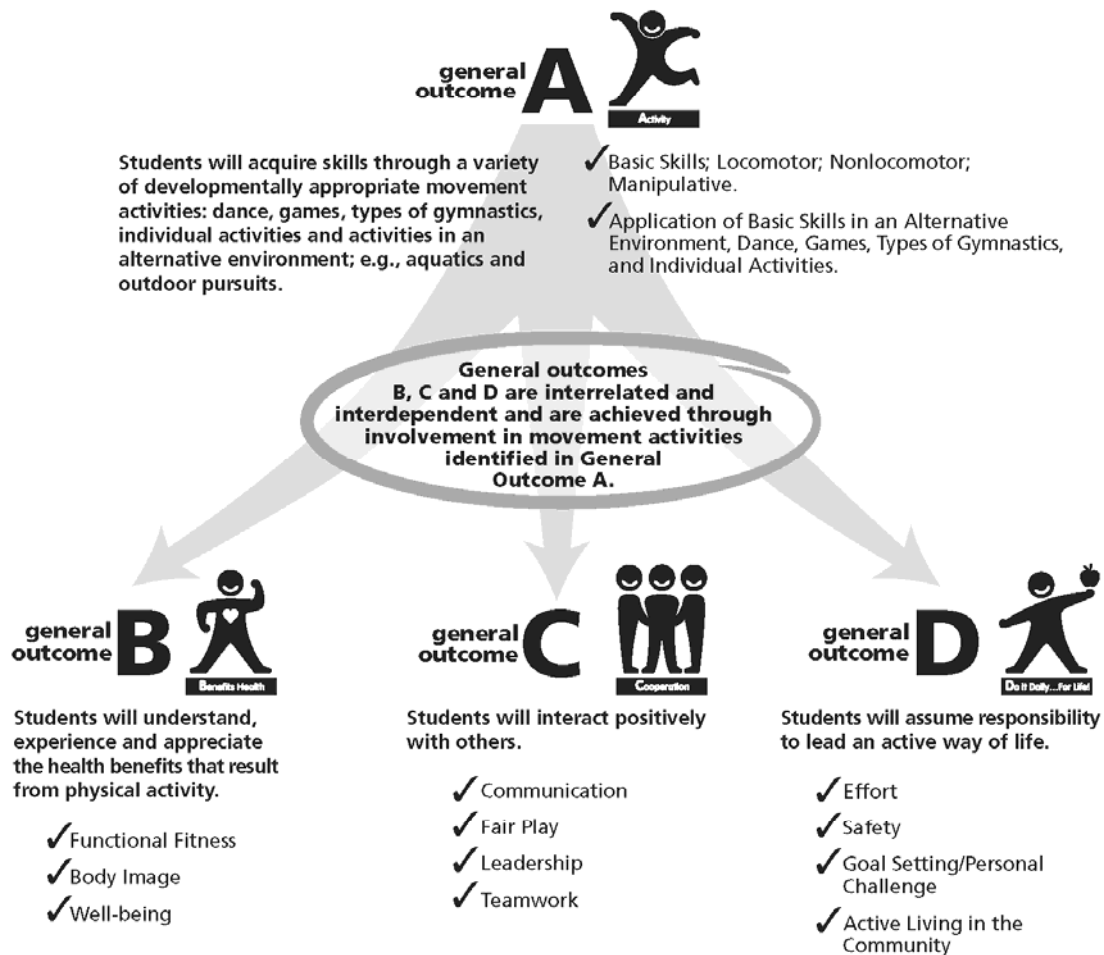 general
outcome A
Activity
Students will acquire skills through a variety
of developmentally appropriate movement
activities: dance, games, types of gymnastics,
individual activities and activities in an
alternative environment; e.g., aquatics and
outdoor pursuits.
✓Basic Skills; Locomotor; Nonlocomotor;
Manipulative.
✓Application of Basic Skills in an Alternative
Environment, Dance, Games, Types of Gymnastics,
and Individual Activities.
General outcomes
B, C and D are interrelated and
interdependent and are achieved through
involvement in movement activities
identified in General
Outcome A.
general
outcome B
Benefits Health
Students will understand,
experience and appreciate
the health benefits that result
from physical activity.
✓Functional Fitness
✓Body Image
✓Well-being
general
outcome C
Cooperation
Students will interact positively
with others.
✓Communication
✓Fair Play
✓Leadership
✓Teamwork
general
outcome D
Do It Daily...For Life!
Students will assume responsibility
to lead an active way of life.
✓Effort
✓Safety
✓Goal Setting/Personal
Challenge
✓Active Living in the
Community